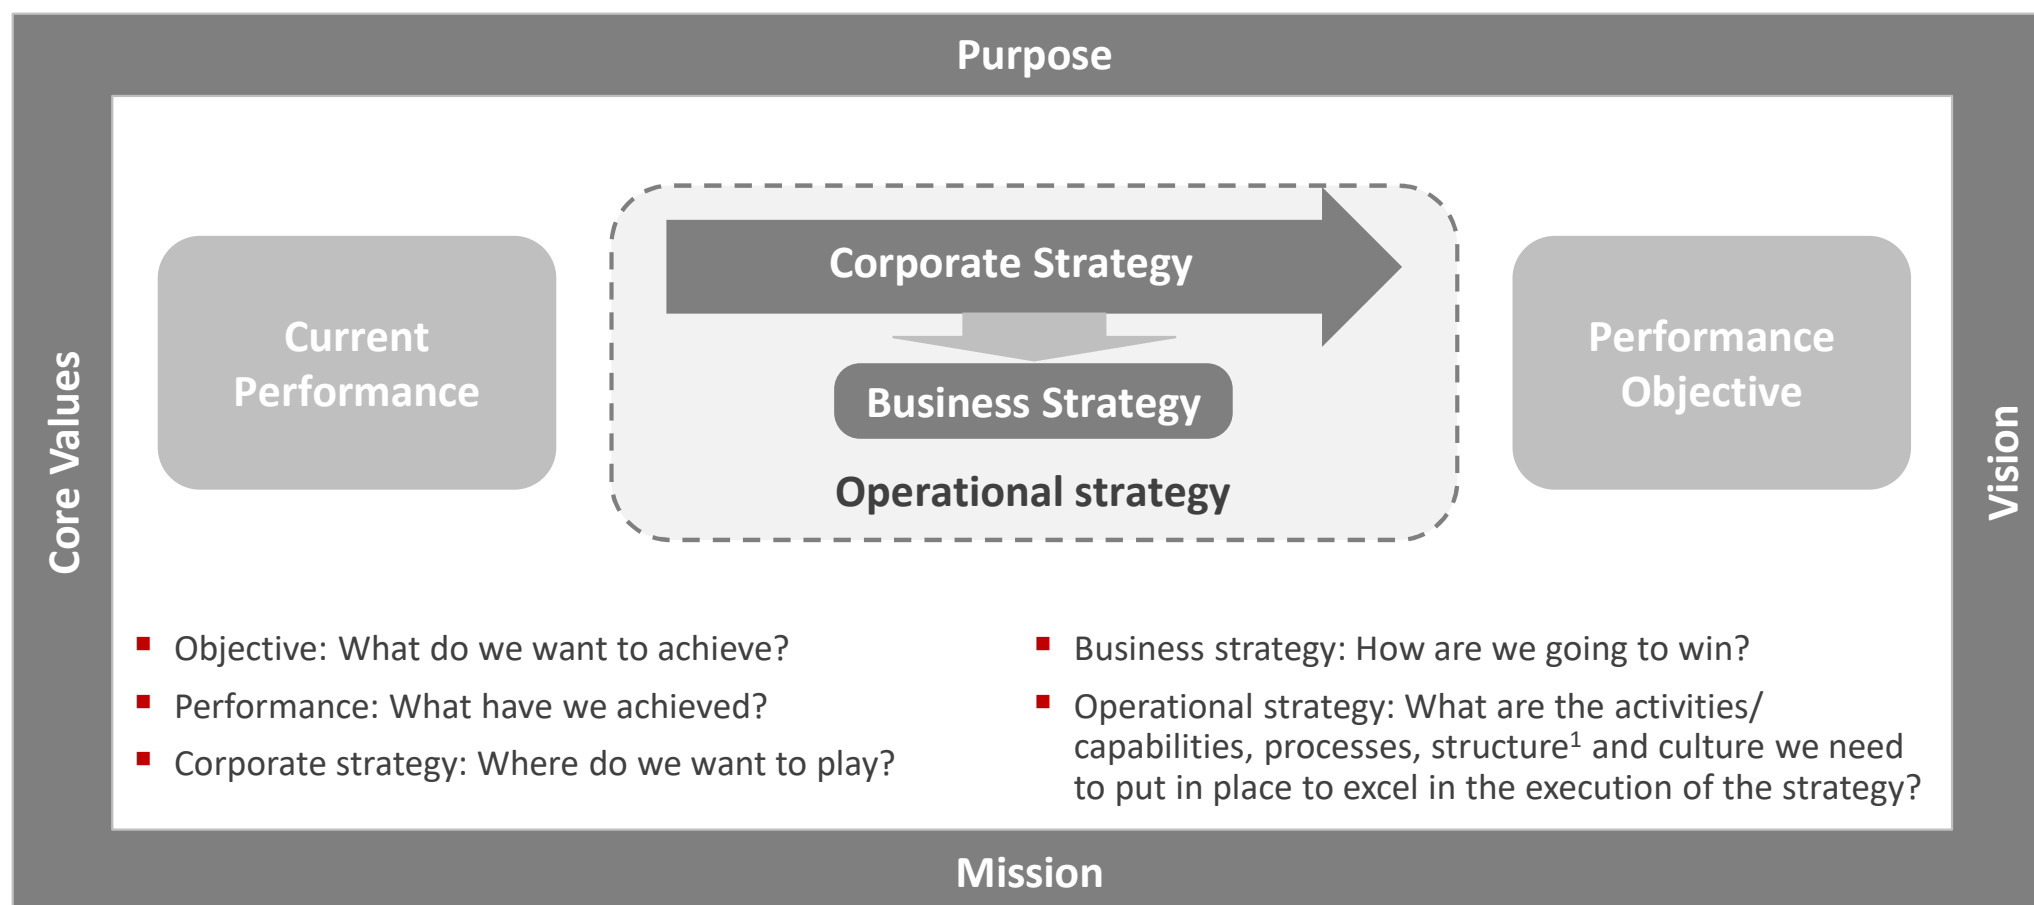 Purpose
Core Values
Current
Performance
Corporate Strategy
Business Strategy
Operational strategy
Performance
Objective
Vision
▪ Objective: What do we want to achieve?
▪ Performance: What have we achieved?
▪ Corporate strategy: Where do we want to play?
▪ Business strategy: How are we going to win?
▪ Operational strategy: What are the activities/
capabilities, processes, structure¹ and culture we need
to put in place to excel in the execution of the strategy?
Mission